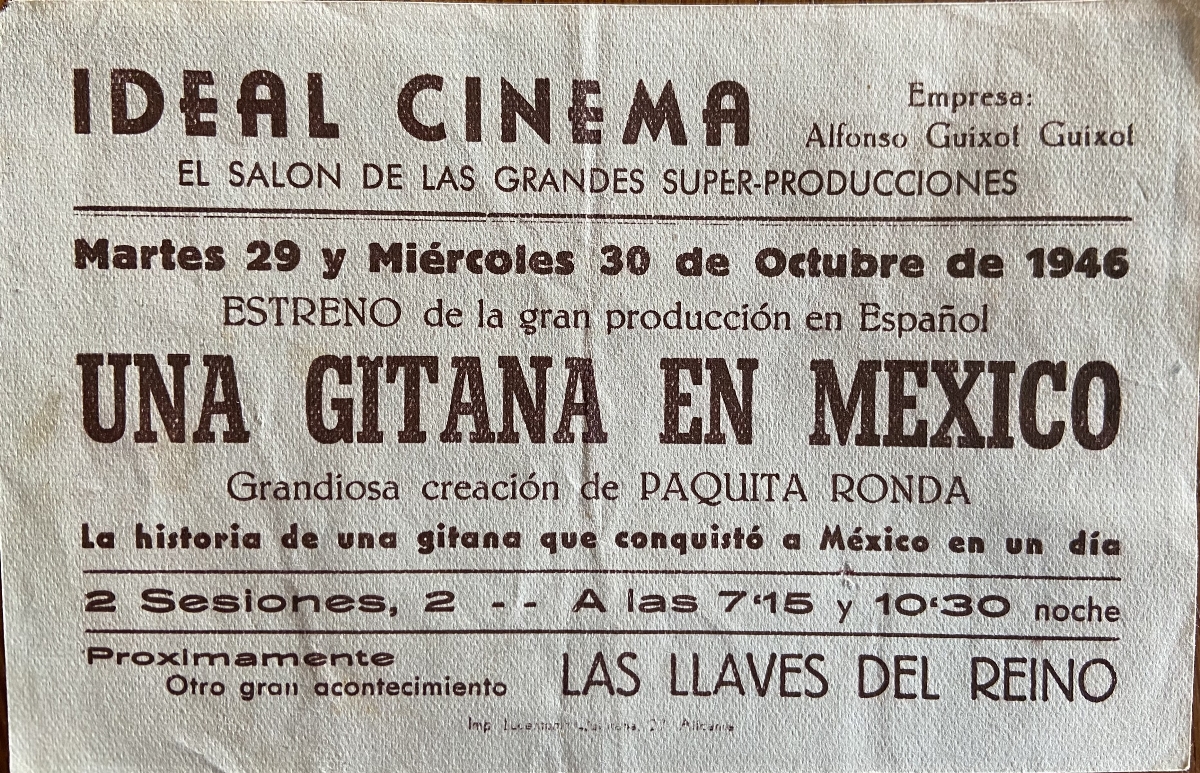 IDEAL CINEMA
Empresa:
Alfonso Guixot Guixot
EL SALON DE LAS GRANDES SUPER-PRODUCCIONES
Martes 29 y Miércoles 30 de Octubre de 1946
ESTRENO de la gran producción en Español
UNA GITANA EN MEXICO
Grandiosa creación de PAQUITA RONDA
La historia de una gitana que conquistó a México en un día
2 Sesiones, 2 - - A las 7‘15 y 10‘30 noche
Proximamente
Otro gran acontecimiento
LAS LLAVES DEL REINO
Imp. Alicante